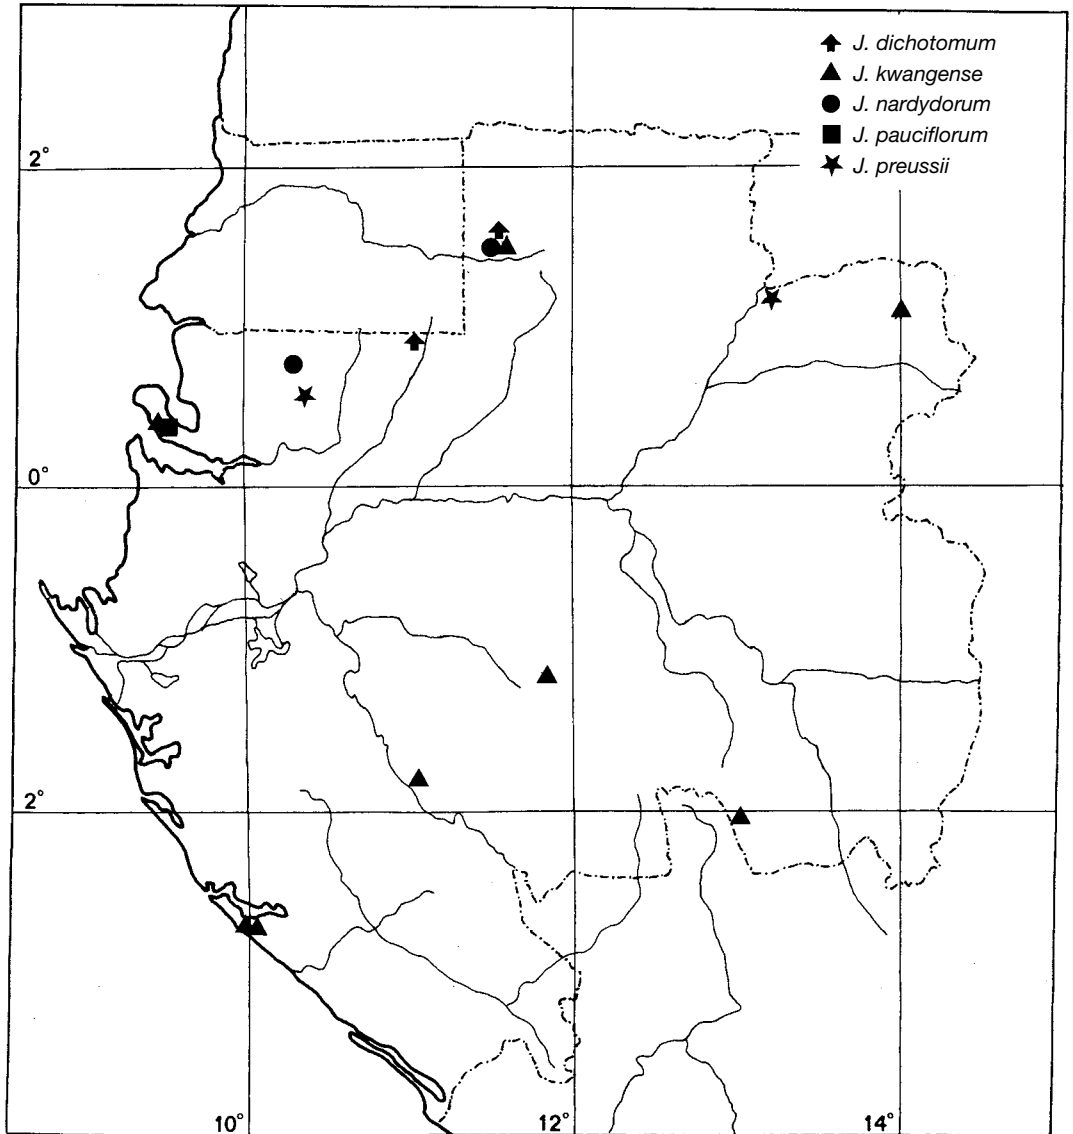 J. dichotomum
J. kwangense
J. nardydorum
J. pauciflorum
J. preussii
2°
0°
2°
10°
12°
14°